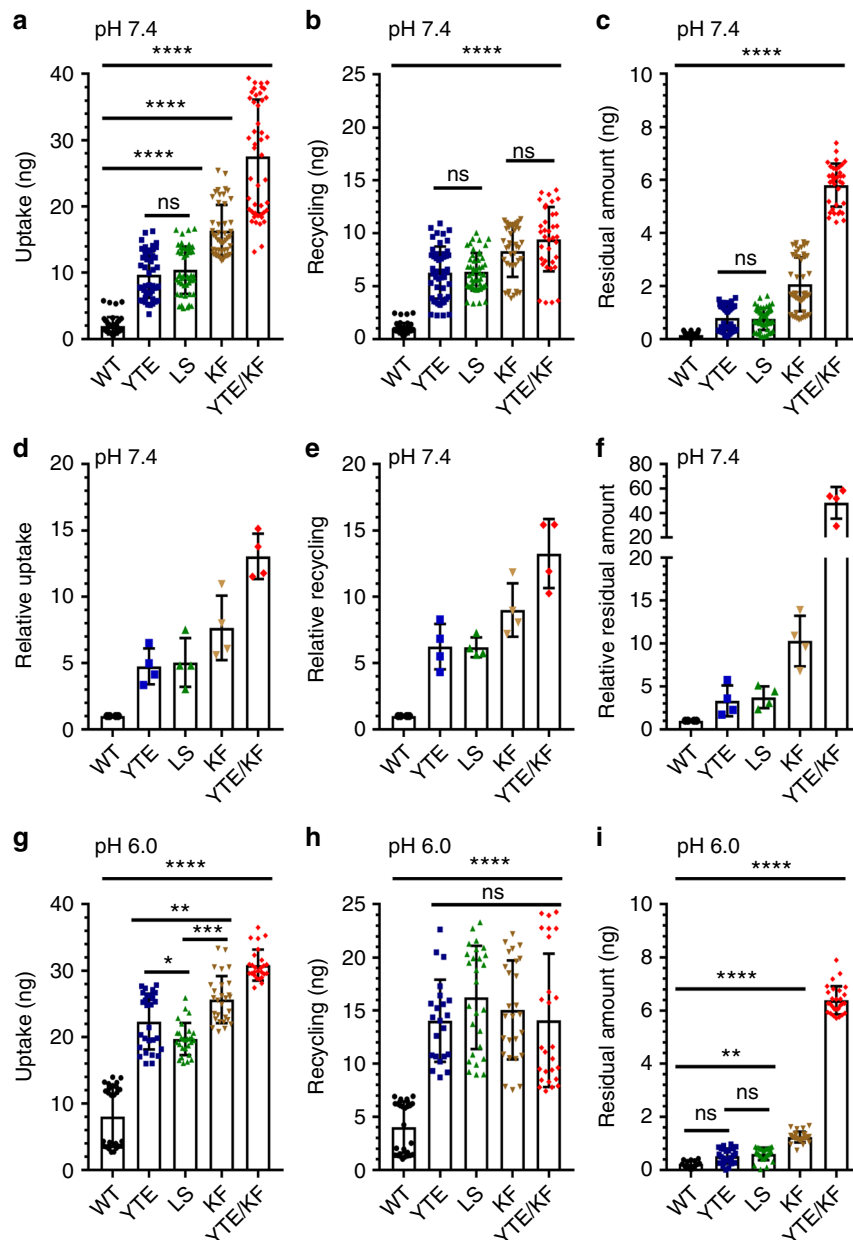 a
pH 7.4
****
****
****
ns
Uptake (ng)
40
30
20
10
0
WT
YTE
LS
KF
YTE/KF
b
pH 7.4
****
ns
ns
Recycling (ng)
25
20
15
10
5
0
WT
YTE
LS
KF
YTE/KF
c
pH 7.4
****
ns
Residual amount (ng)
10
8
6
4
2
0
WT
YTE
LS
KF
YTE/KF
d
pH 7.4
Relative uptake
20
15
10
5
0
WT
YTE
LS
KF
YTE/KF
e
pH 7.4
Relative recycling
20
15
10
5
0
WT
YTE
LS
KF
YTE/KF
f
pH 7.4
Relative residual amount
80
60
40
20
20
15
10
5
0
WT
YTE
LS
KF
YTE/KF
g
pH 6.0
****
**
***
*
Uptake (ng)
40
30
20
10
0
WT
YTE
LS
KF
YTE/KF
h
pH 6.0
****
ns
Recycling (ng)
25
20
15
10
5
0
WT
YTE
LS
KF
YTE/KF
i
pH 6.0
****
****
**
ns
ns
Residual amount (ng)
10
8
6
4
2
0
WT
YTE
LS
KF
YTE/KF